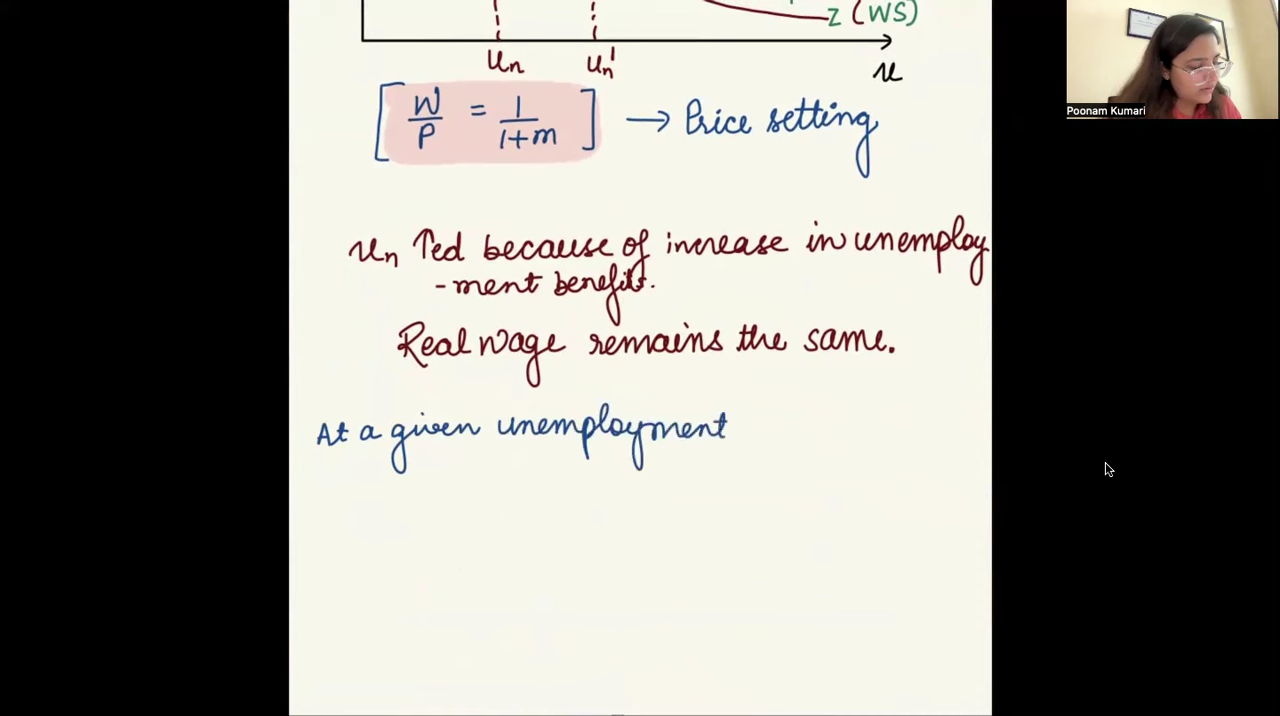 Z (WS)
un un'
u
[ W/P = 1/1+m ] → Price setting
Poonam Kumari
un ↑ed because of increase in unemploy
-ment benefits.
Real wage remains the same.
At a given unemployment